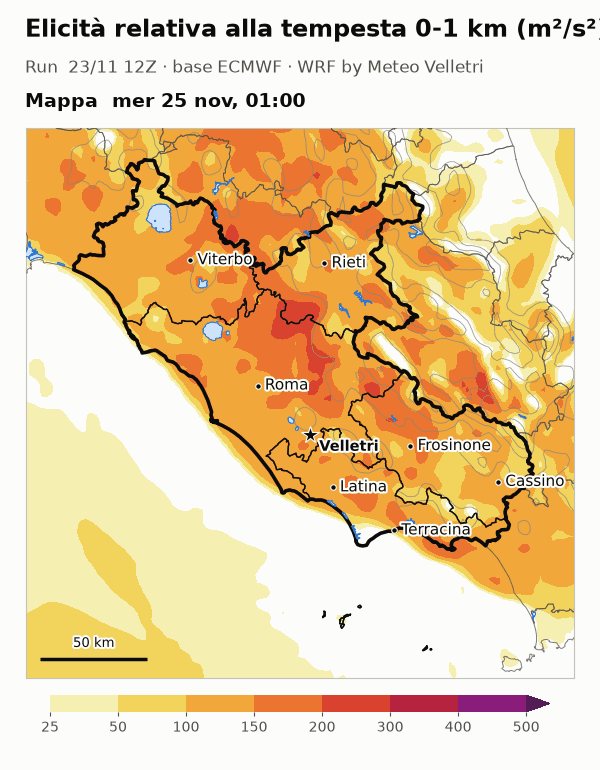 Elicità relativa alla tempesta 0-1 km (m²/s²)
Run 23/11 12Z · base ECMWF · WRF by Meteo Velletri
Mappa mer 25 nov, 01:00
Viterbo
Rieti
Roma
Velletri
Frosinone
Latina
Cassino
Terracina
50 km
25 50 100 150 200 300 400 500